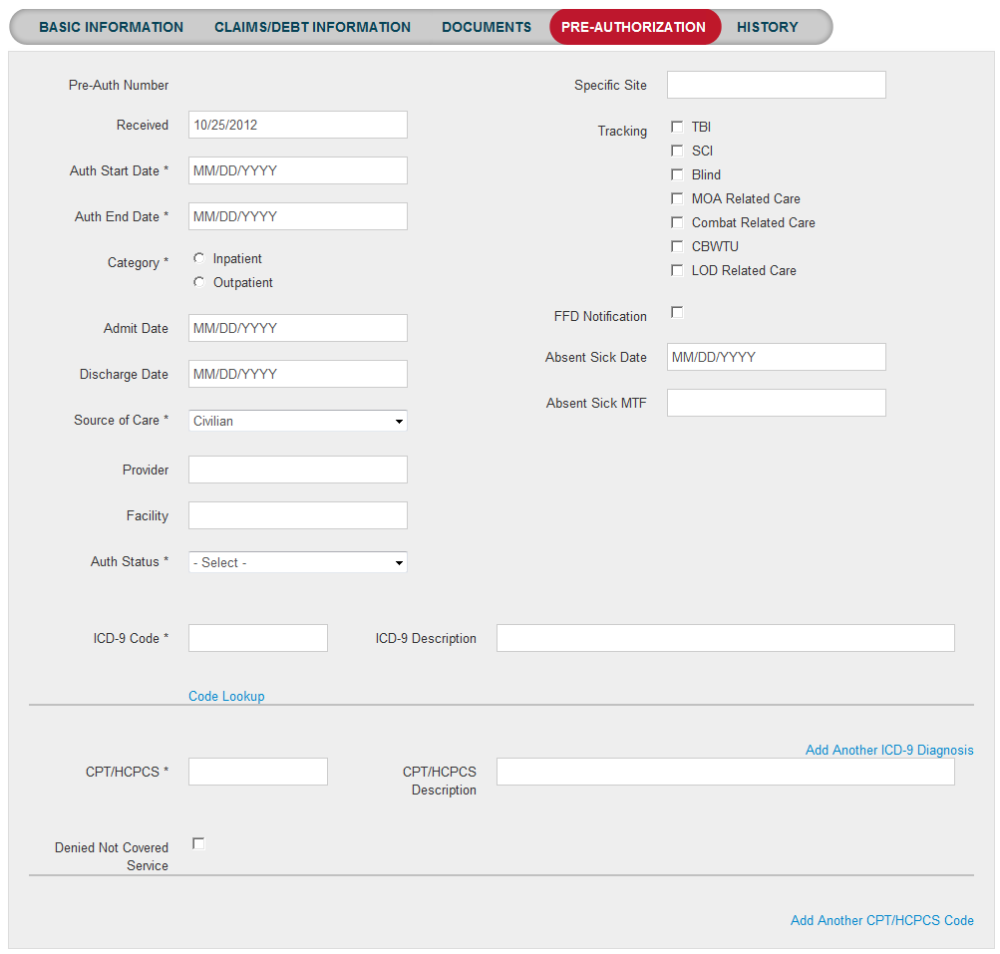 BASIC INFORMATION CLAIMS/DEBT INFORMATION DOCUMENTS PRE-AUTHORIZATION HISTORY
Pre-Auth Number
Received 10/25/2012
Auth Start Date * MM/DD/YYYY
Auth End Date * MM/DD/YYYY
Category * Inpatient
Outpatient
Admit Date MM/DD/YYYY
Discharge Date MM/DD/YYYY
Source of Care * Civilian
Provider
Facility
Auth Status * - Select -
Specific Site
Tracking TBI
SCI
Blind
MOA Related Care
Combat Related Care
CBWTU
LOD Related Care
FFD Notification
Absent Sick Date MM/DD/YYYY
Absent Sick MTF
ICD-9 Code * ICD-9 Description
Code Lookup
Add Another ICD-9 Diagnosis
CPT/HCPCS * CPT/HCPCS
Description
Denied Not Covered
Service
Add Another CPT/HCPCS Code